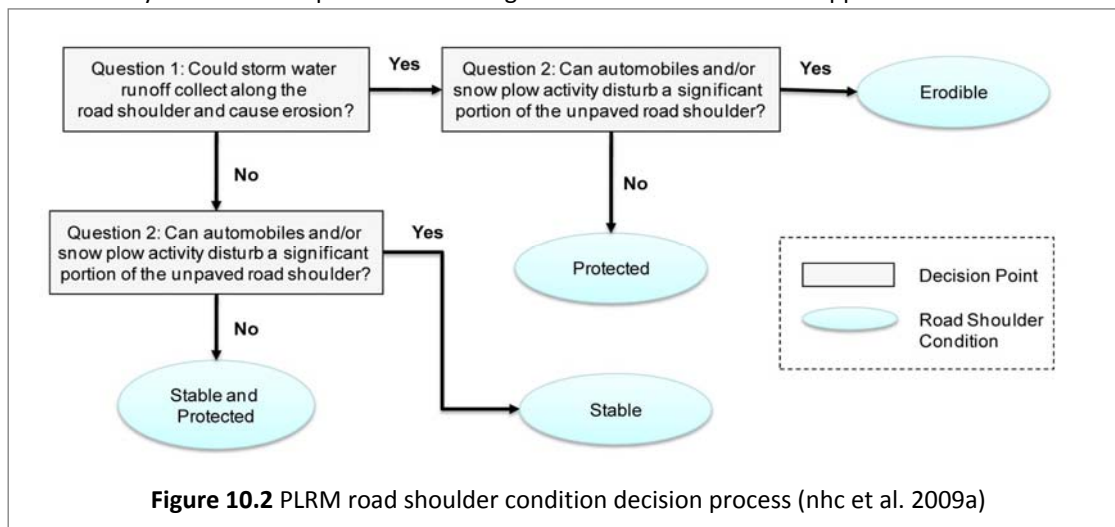 Question 1: Could storm water
runoff collect along the
road shoulder and cause erosion?
Yes
Question 2: Can automobiles and/or
snow plow activity disturb a significant
portion of the unpaved road shoulder?
Yes
Erodible
No
No
Question 2: Can automobiles and/or
snow plow activity disturb a significant
portion of the unpaved road shoulder?
Yes
Protected
Decision Point
Road Shoulder
Condition
No
Stable and
Protected
Stable
Figure 10.2 PLRM road shoulder condition decision process (nhc et al. 2009a)